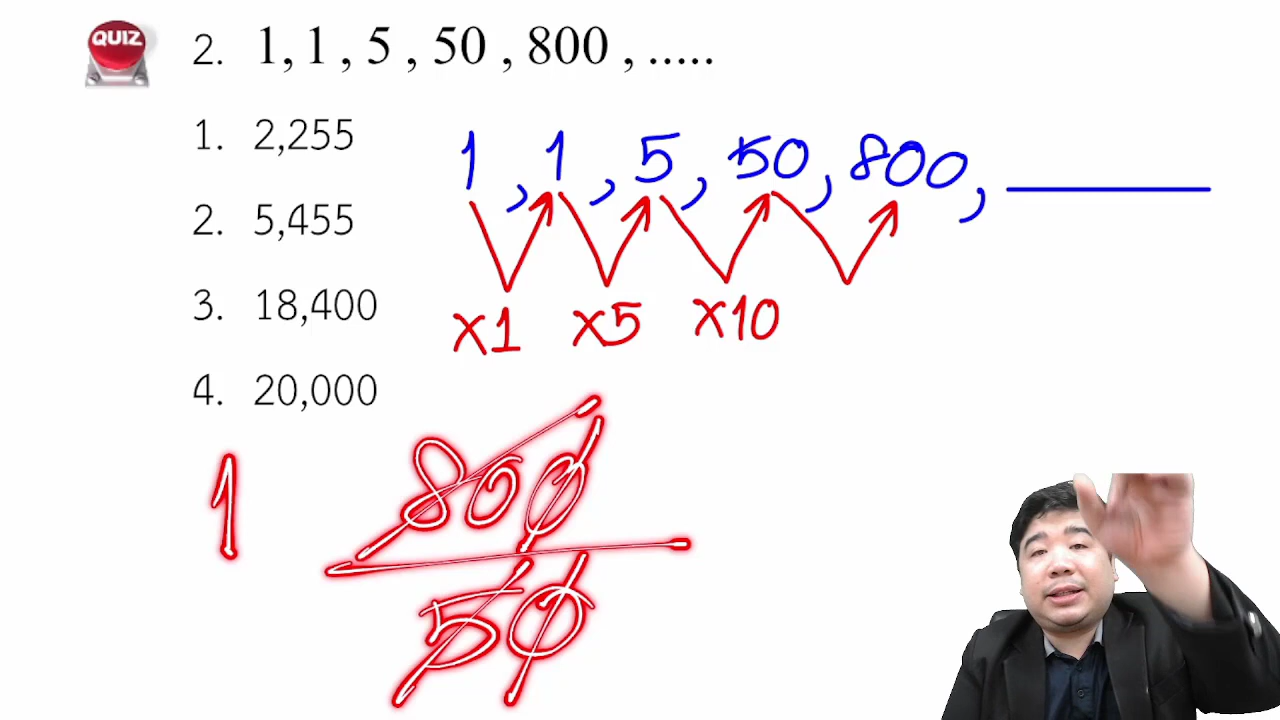 QUIZ
2. 1, 1 , 5 , 50 , 800 , .....
1. 2,255
2. 5,455
3. 18,400
4. 20,000
1 , 1 , 5 , 50 , 800 ,
x1 x5 x10
1
800
50